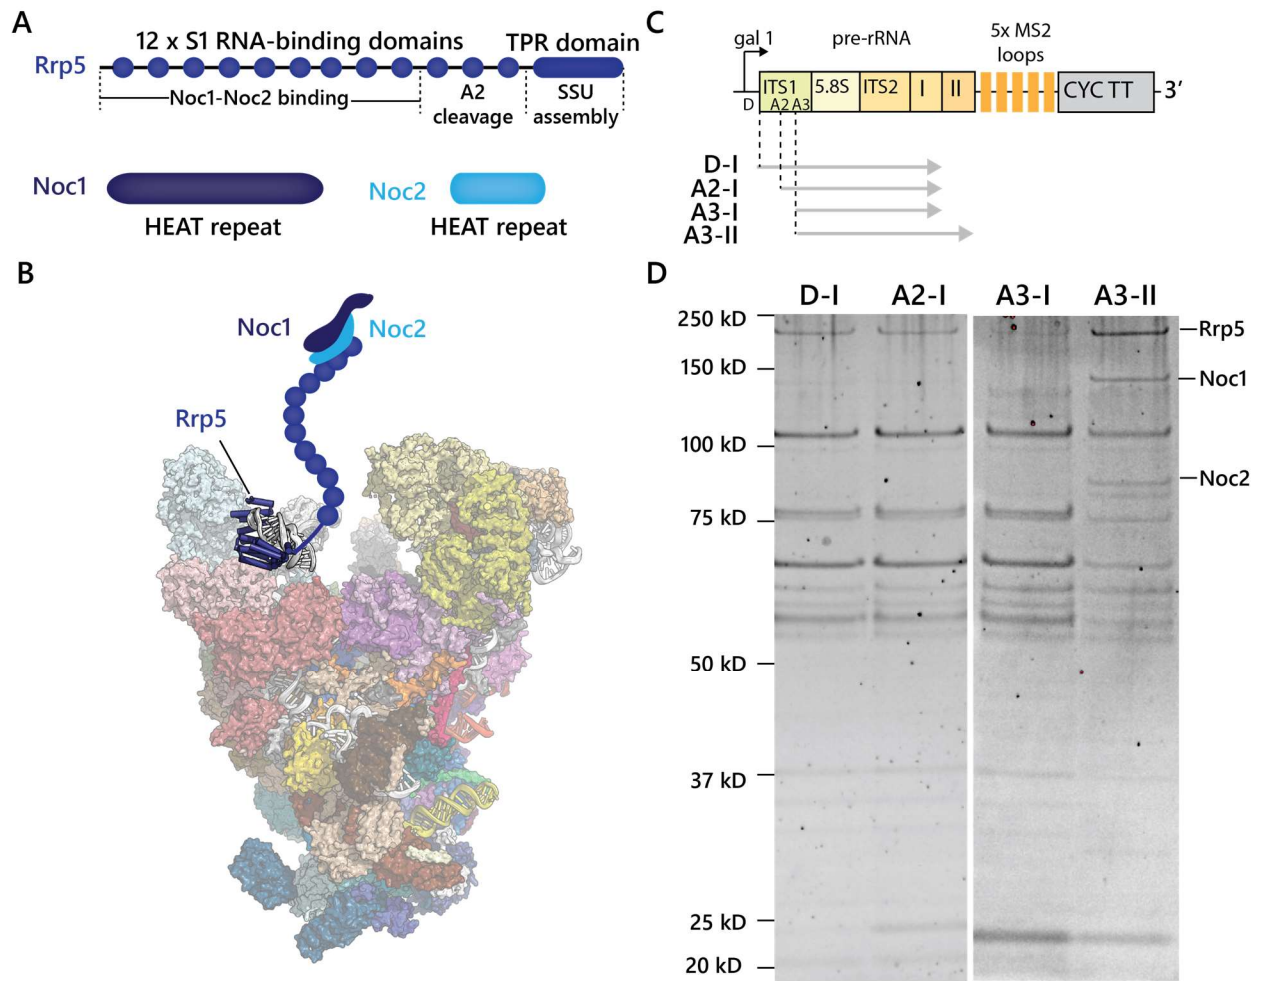 A
12 x S1 RNA-binding domains
TPR domain
Rrp5
Noc1-Noc2 binding
A2
cleavage
SSU
assembly
Noc1
HEAT repeat
Noc2
HEAT repeat
B
Noc1
Noc2
Rrp5
C
gal 1
pre-rRNA
5x MS2
loops
D
ITS1
A2 A3
5.8S
ITS2
I
II
CYC TT
3'
D-I
A2-I
A3-I
A3-II
D
D-I
A2-I
A3-I
A3-II
250 kD
150 kD
100 kD
75 kD
50 kD
37 kD
25 kD
20 kD
Rrp5
Noc1
Noc2